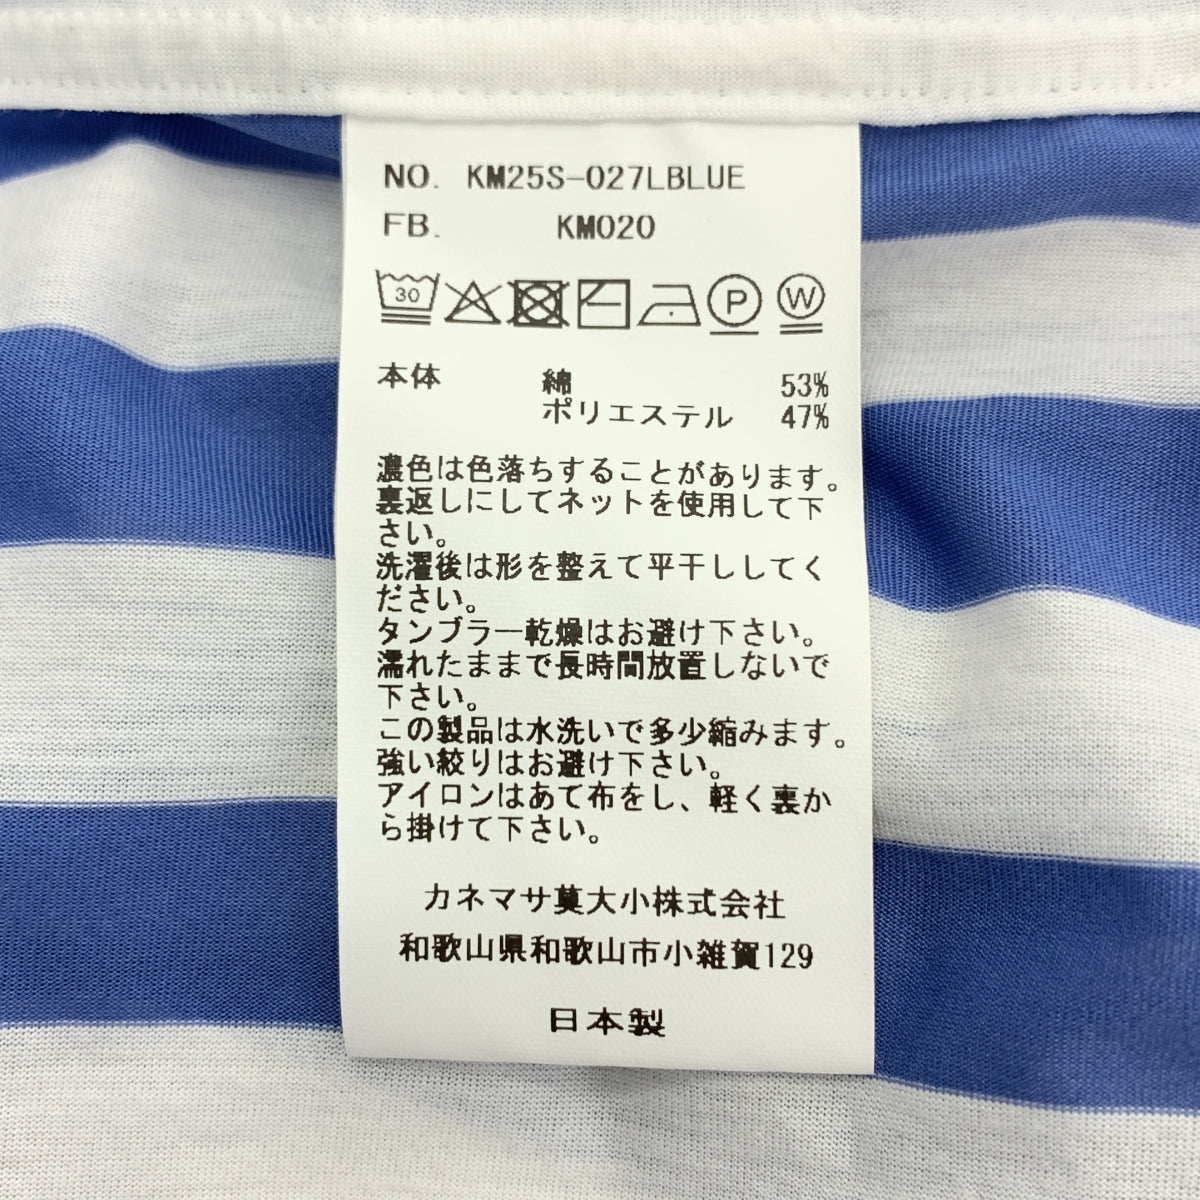 NO. KM25S-027LBLUE
FB. KM020
30
P
W
本体 綿 53%
ポリエステル 47%
濃色は色落ちすることがあります。
裏返しにしてネットを使用して下
さい。
洗濯後は形を整えて平干ししてく
ださい。
タンブラー乾燥はお避け下さい。
濡れたままで長時間放置しないで
下さい。
この製品は水洗いで多少縮みます。
強い絞りはお避け下さい。
アイロンはあて布をし、軽く裏か
ら掛けて下さい。
カネマサ莫大小株式会社
和歌山県和歌山市小雑賀129
日本製